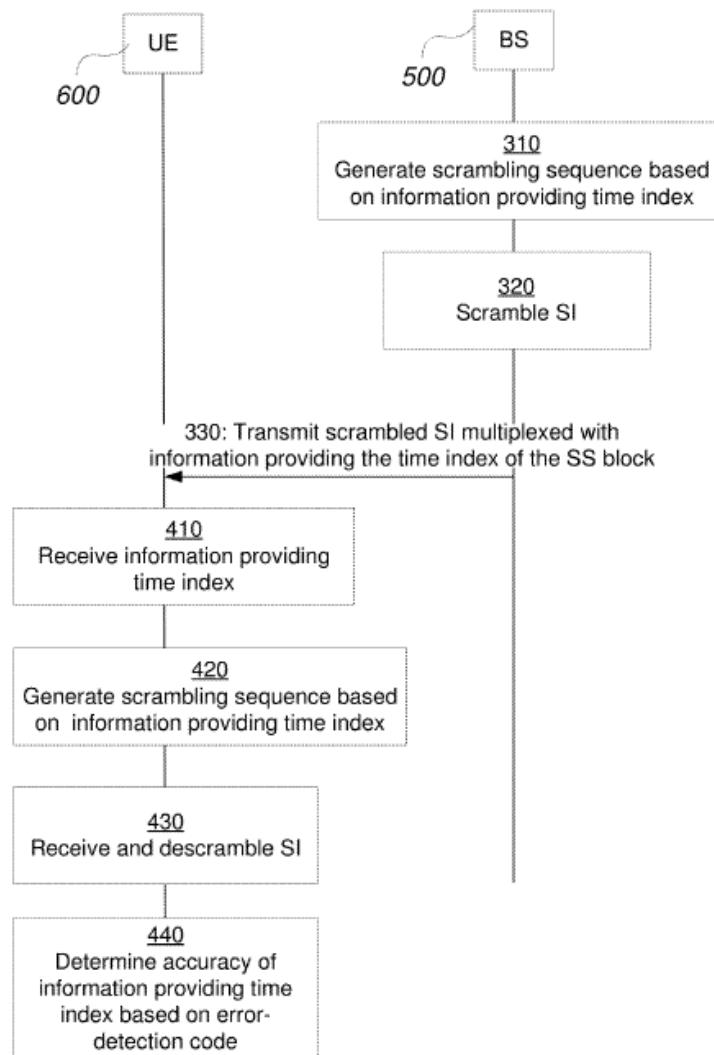 UE
BS
600
500
310
Generate scrambling sequence based
on information providing time index
320
Scramble SI
330: Transmit scrambled SI multiplexed with
information providing the time index of the SS block
410
Receive information providing
time index
420
Generate scrambling sequence based
on information providing time index
430
Receive and descramble SI
440
Determine accuracy of
information providing time
index based on error-
detection code